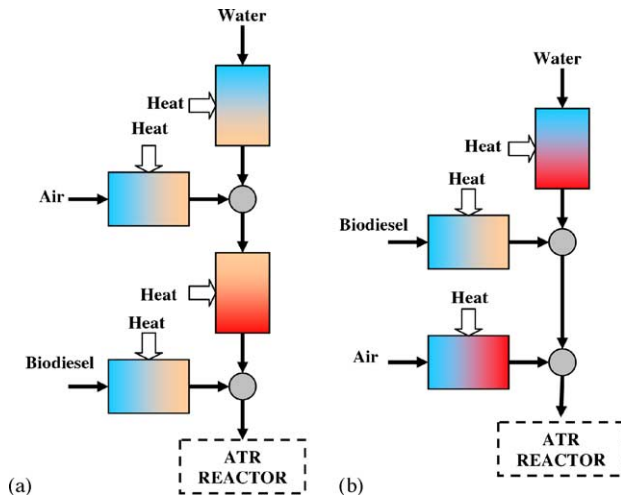 Water
Heat
Heat
Air
Heat
Heat
Biodiesel
ATR
REACTOR
(a)
Water
Heat
Heat
Biodiesel
Heat
Air
ATR
REACTOR
(b)